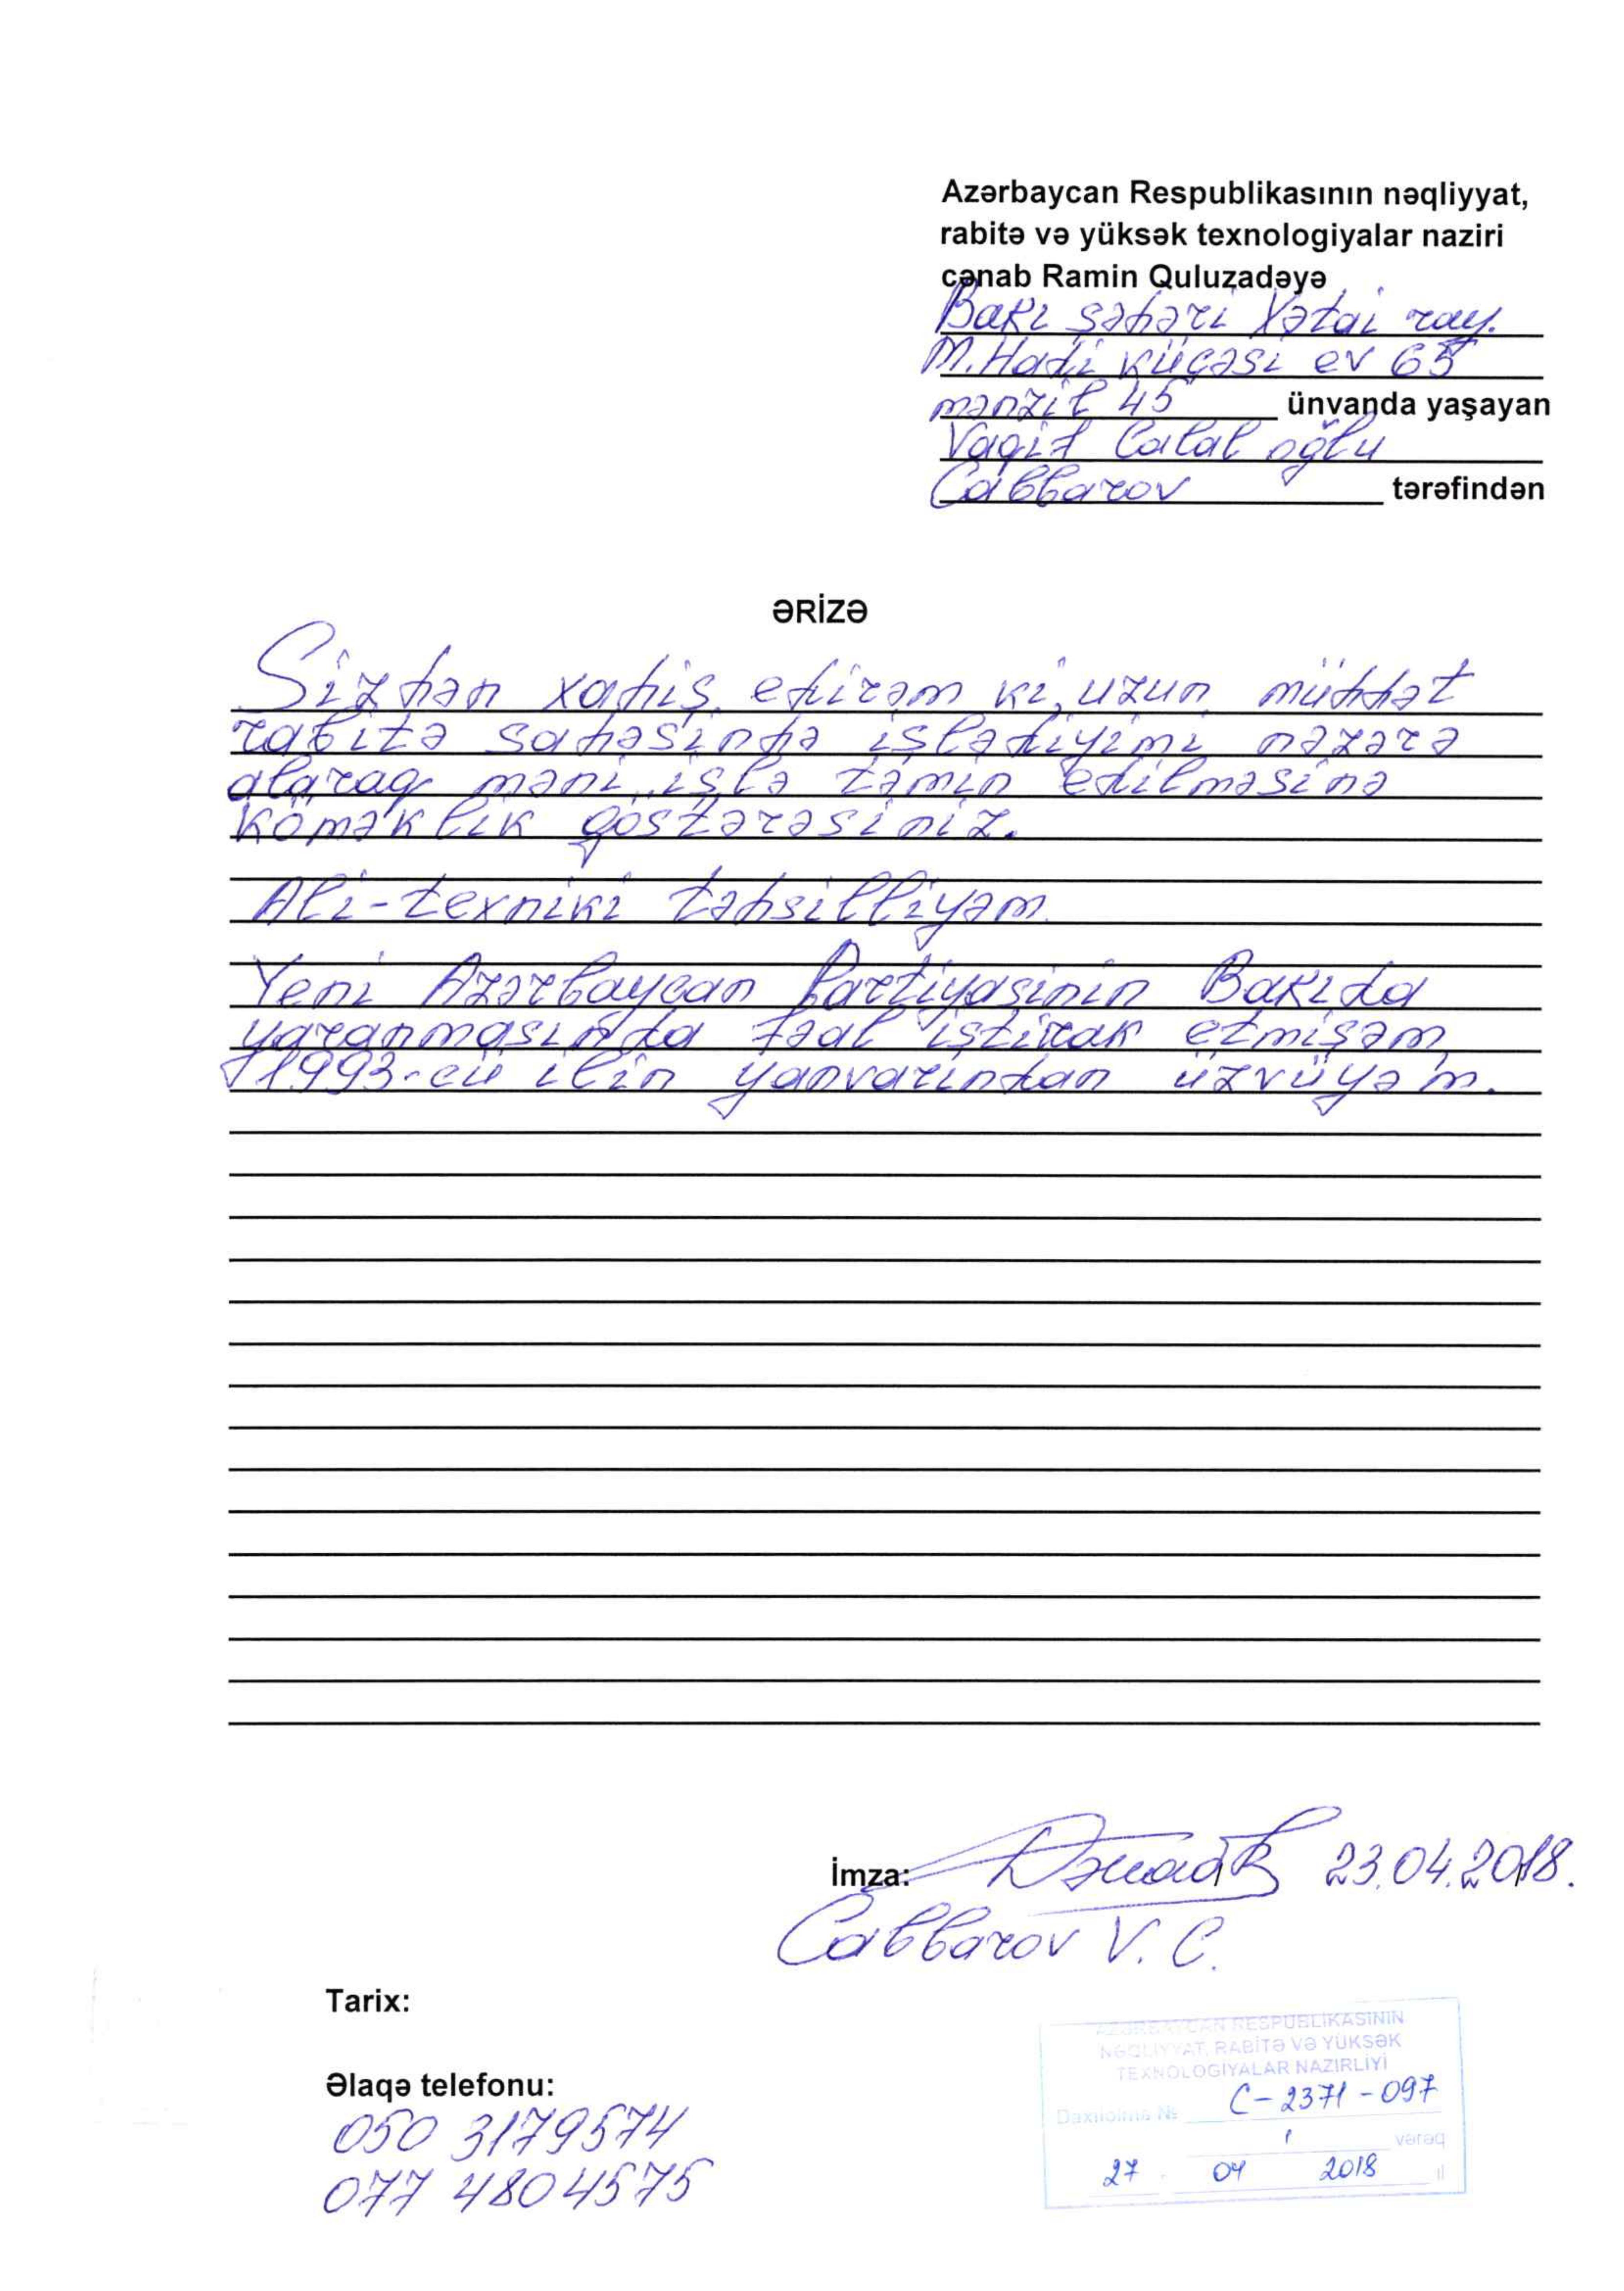 Azərbaycan Respublikasının nəqliyyat,
rabitə və yüksək texnologiyalar naziri
cənab Ramin Quluzadəyə
Bakı şəhəri Xətai ray.
M.Hadi küçəsi ev 65
mənzil 45 ünvanda yaşayan
Vaqif Calal oğlu
Cabbarov tərəfindən
ƏRİZƏ
Sizdən xahiş edirəm ki, uzun müddət
rabitə sahəsində işlədiyimi nəzərə
alaraq məni işlə təmin edilməsinə
köməklik göstərəsiniz.
Ali-texniki təhsilliyəm.
Yeni Azərbaycan Partiyasinin Bakıda
yaranmasında fəal iştirak etmişəm,
1993-cü ilin yanvarından üzvüyəm.
İmza: 23.04.2018.
Cabbarov V. C.
Tarix:
AZƏRBAYCAN RESPUBLİKASININ
NƏQLİYYAT, RABİTƏ VƏ YÜKSƏK
TEXNOLOGİYALAR NAZİRLİYİ
Əlaqə telefonu:
Daxilolma № C-2371-097
050 3179574
1 vərəq
077 4804575
27 04 2018 il